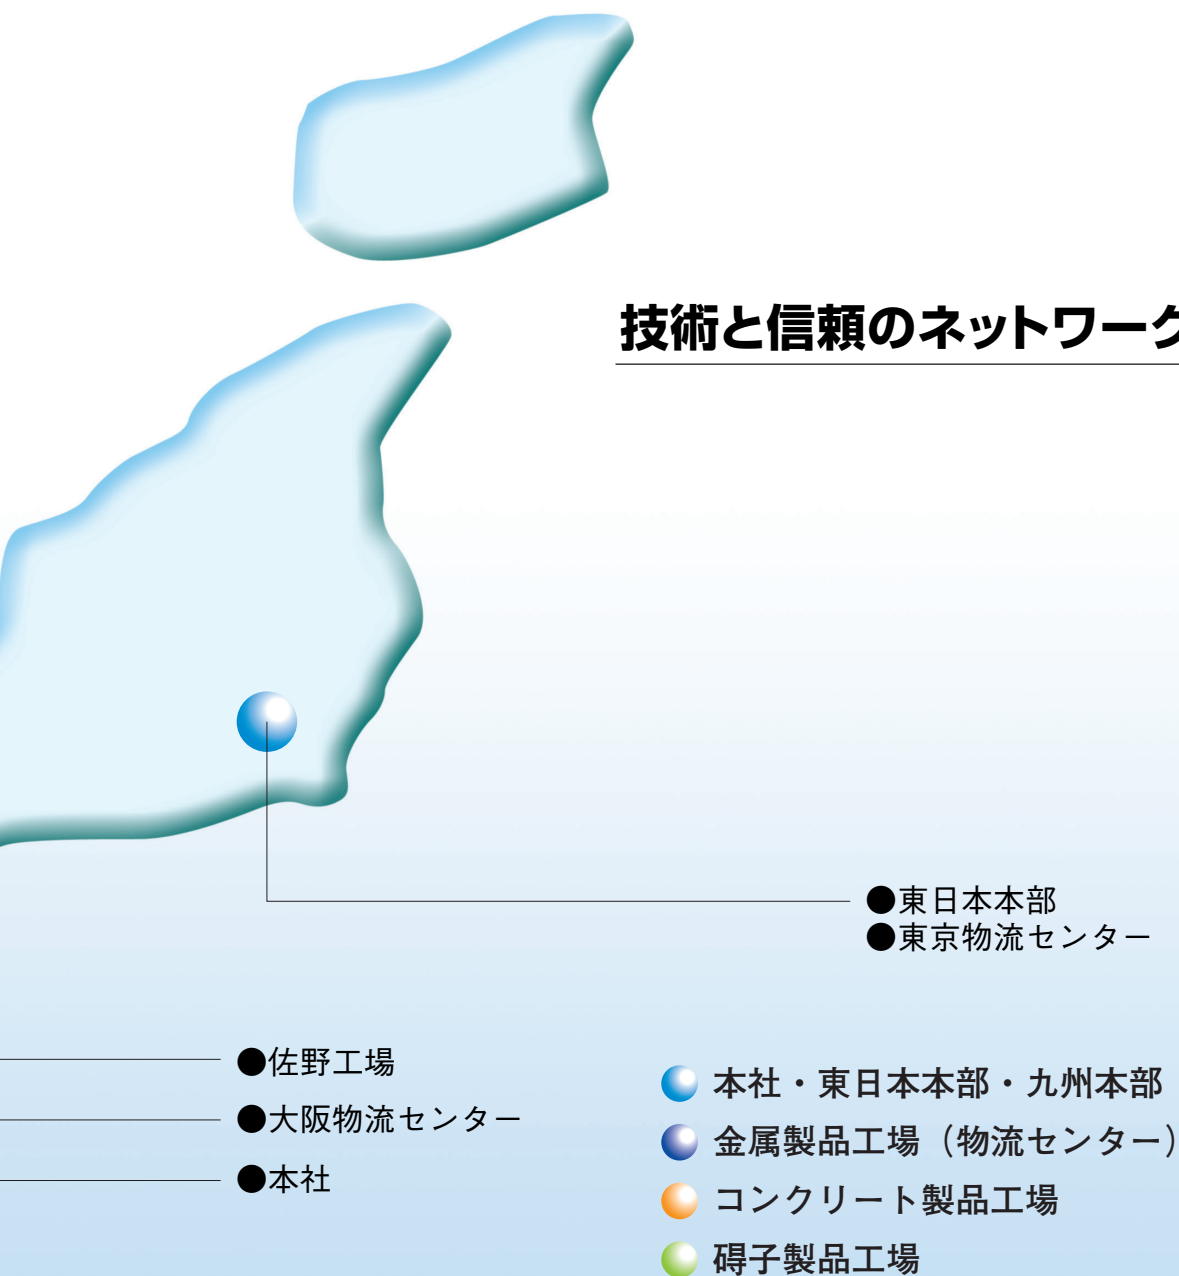 技術と信頼のネットワーク
●東日本本部
●東京物流センター
●佐野工場
●大阪物流センター
●本社
本社・東日本本部・九州本部
金属製品工場（物流センター）
コンクリート製品工場
碍子製品工場